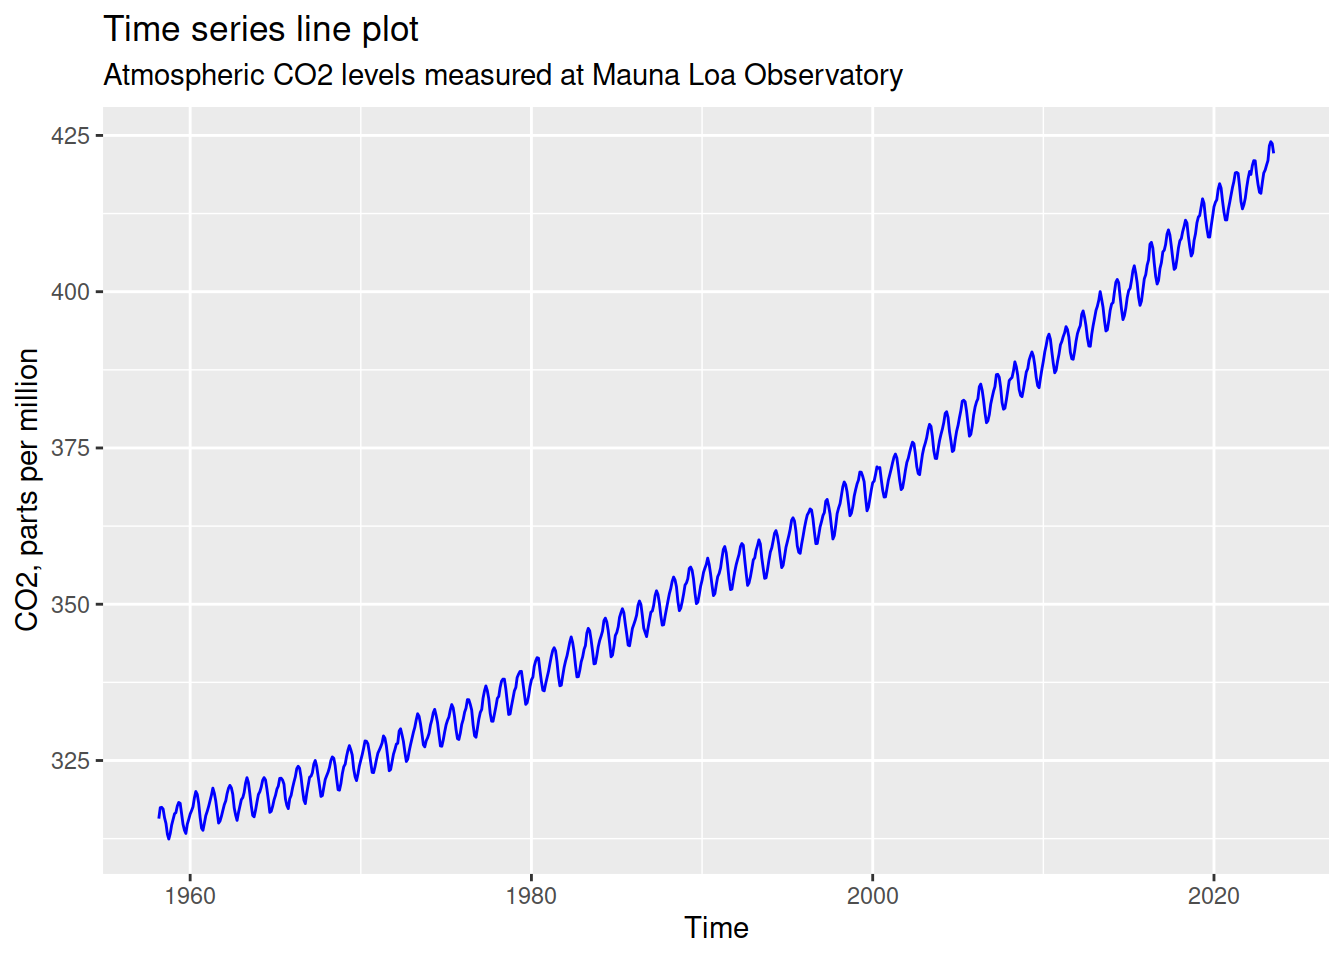 Time series line plot
Atmospheric CO2 levels measured at Mauna Loa Observatory
CO2, parts per million
425
400
375
350
325
1960
1980
2000
2020
Time